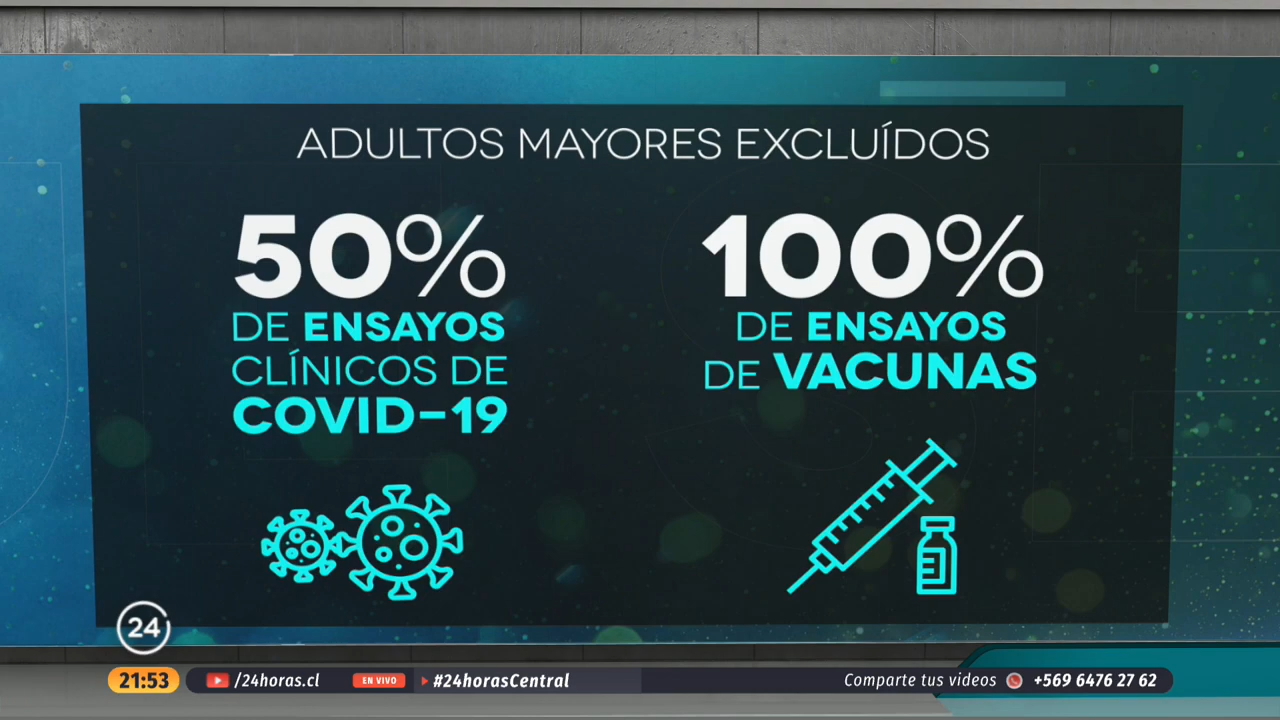 ADULTOS MAYORES EXCLUÍDOS
50%
DE ENSAYOS
CLÍNICOS DE
COVID-19
100%
DE ENSAYOS
DE VACUNAS
24
21:53
/24horas.cl
EN VIVO
#24horasCentral
Comparte tus videos
+569 6476 27 62